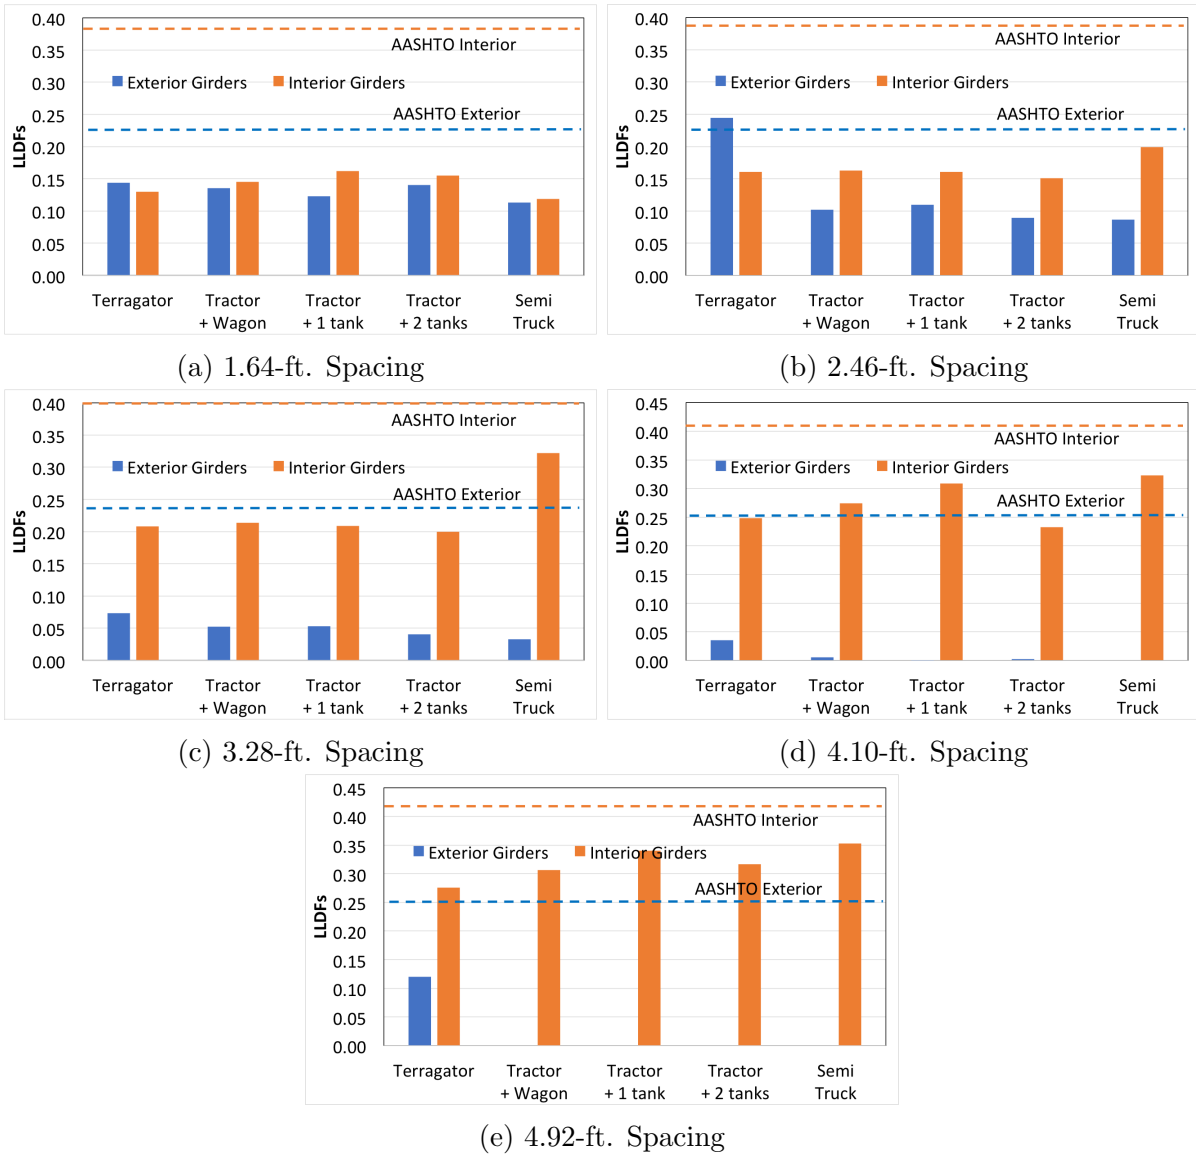 0.40
0.35
0.30
0.25
0.20
0.15
0.10
0.05
0.00
LLDFs
AASHTO Interior
Exterior Girders Interior Girders
AASHTO Exterior
Terragator Tractor Tractor Tractor Semi
+ Wagon + 1 tank + 2 tanks Truck
(a) 1.64-ft. Spacing
0.40
0.35
0.30
0.25
0.20
0.15
0.10
0.05
0.00
LLDFs
AASHTO Interior
Exterior Girders Interior Girders
AASHTO Exterior
Terragator Tractor Tractor Tractor Semi
+ Wagon + 1 tank + 2 tanks Truck
(b) 2.46-ft. Spacing
0.40
0.35
0.30
0.25
0.20
0.15
0.10
0.05
0.00
LLDFs
AASHTO Interior
Exterior Girders Interior Girders
AASHTO Exterior
Terragator Tractor Tractor Tractor Semi
+ Wagon + 1 tank + 2 tanks Truck
(c) 3.28-ft. Spacing
0.45
0.40
0.35
0.30
0.25
0.20
0.15
0.10
0.05
0.00
LLDFs
AASHTO Interior
Exterior Girders Interior Girders
AASHTO Exterior
Terragator Tractor Tractor Tractor Semi
+ Wagon + 1 tank + 2 tanks Truck
(d) 4.10-ft. Spacing
0.45
0.40
0.35
0.30
0.25
0.20
0.15
0.10
0.05
0.00
LLDFs
AASHTO Interior
Exterior Girders Interior Girders
AASHTO Exterior
Terragator Tractor Tractor Tractor Semi
+ Wagon + 1 tank + 2 tanks Truck
(e) 4.92-ft. Spacing